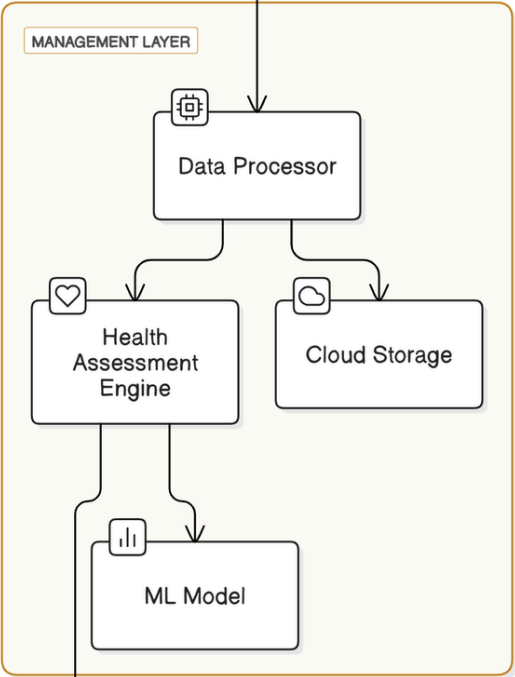 MANAGEMENT LAYER
Data Processor
Health
Assessment
Engine
Cloud Storage
ML Model